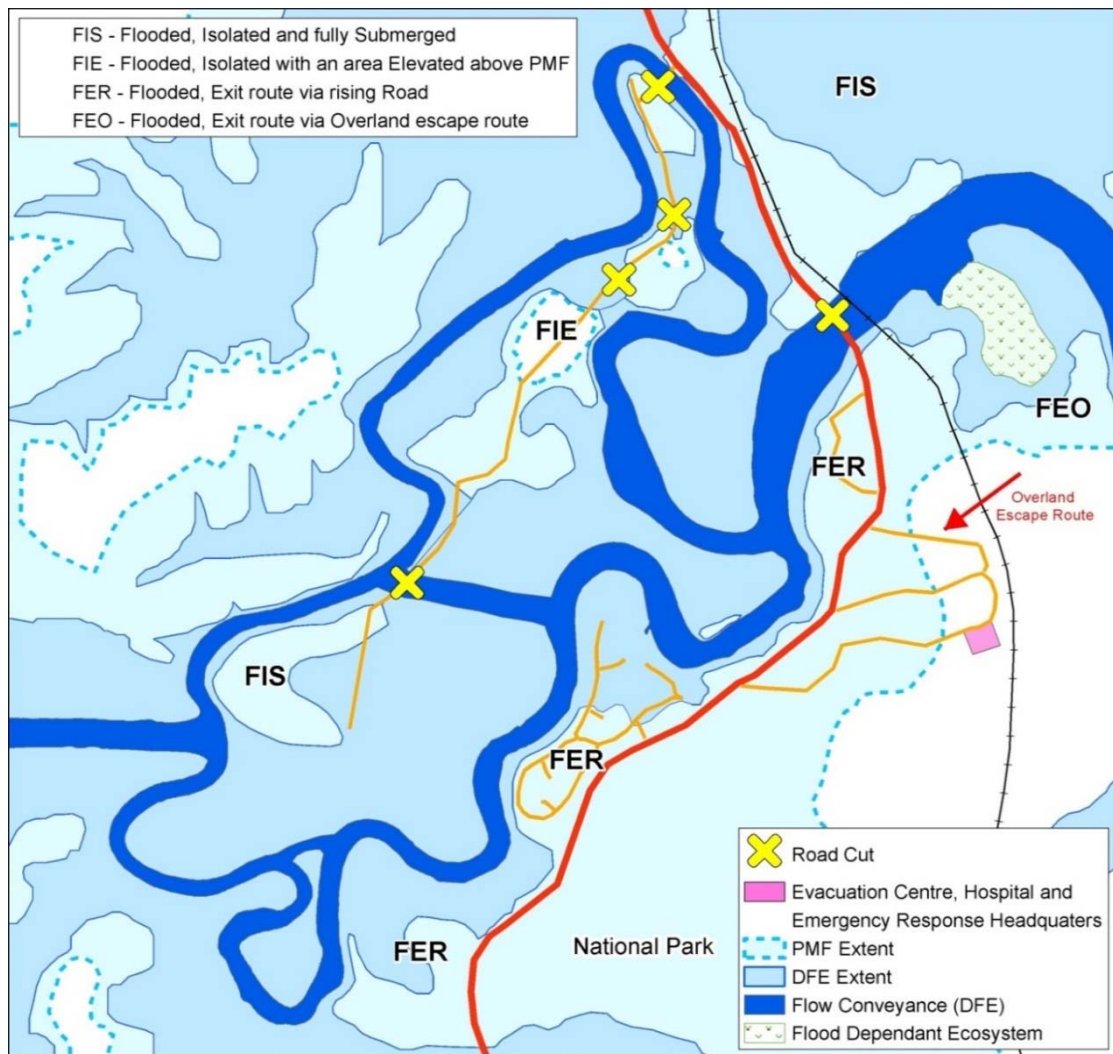 FIS - Flooded, Isolated and fully Submerged
FIE - Flooded, Isolated with an area Elevated above PMF
FER - Flooded, Exit route via rising Road
FEO - Flooded, Exit route via Overland escape route
FIS
FIE
FEO
FER
Overland
Escape Route
FIS
FER
FER
National Park
Road Cut
Evacuation Centre, Hospital and
Emergency Response Headquaters
PMF Extent
DFE Extent
Flow Conveyance (DFE)
Flood Dependant Ecosystem